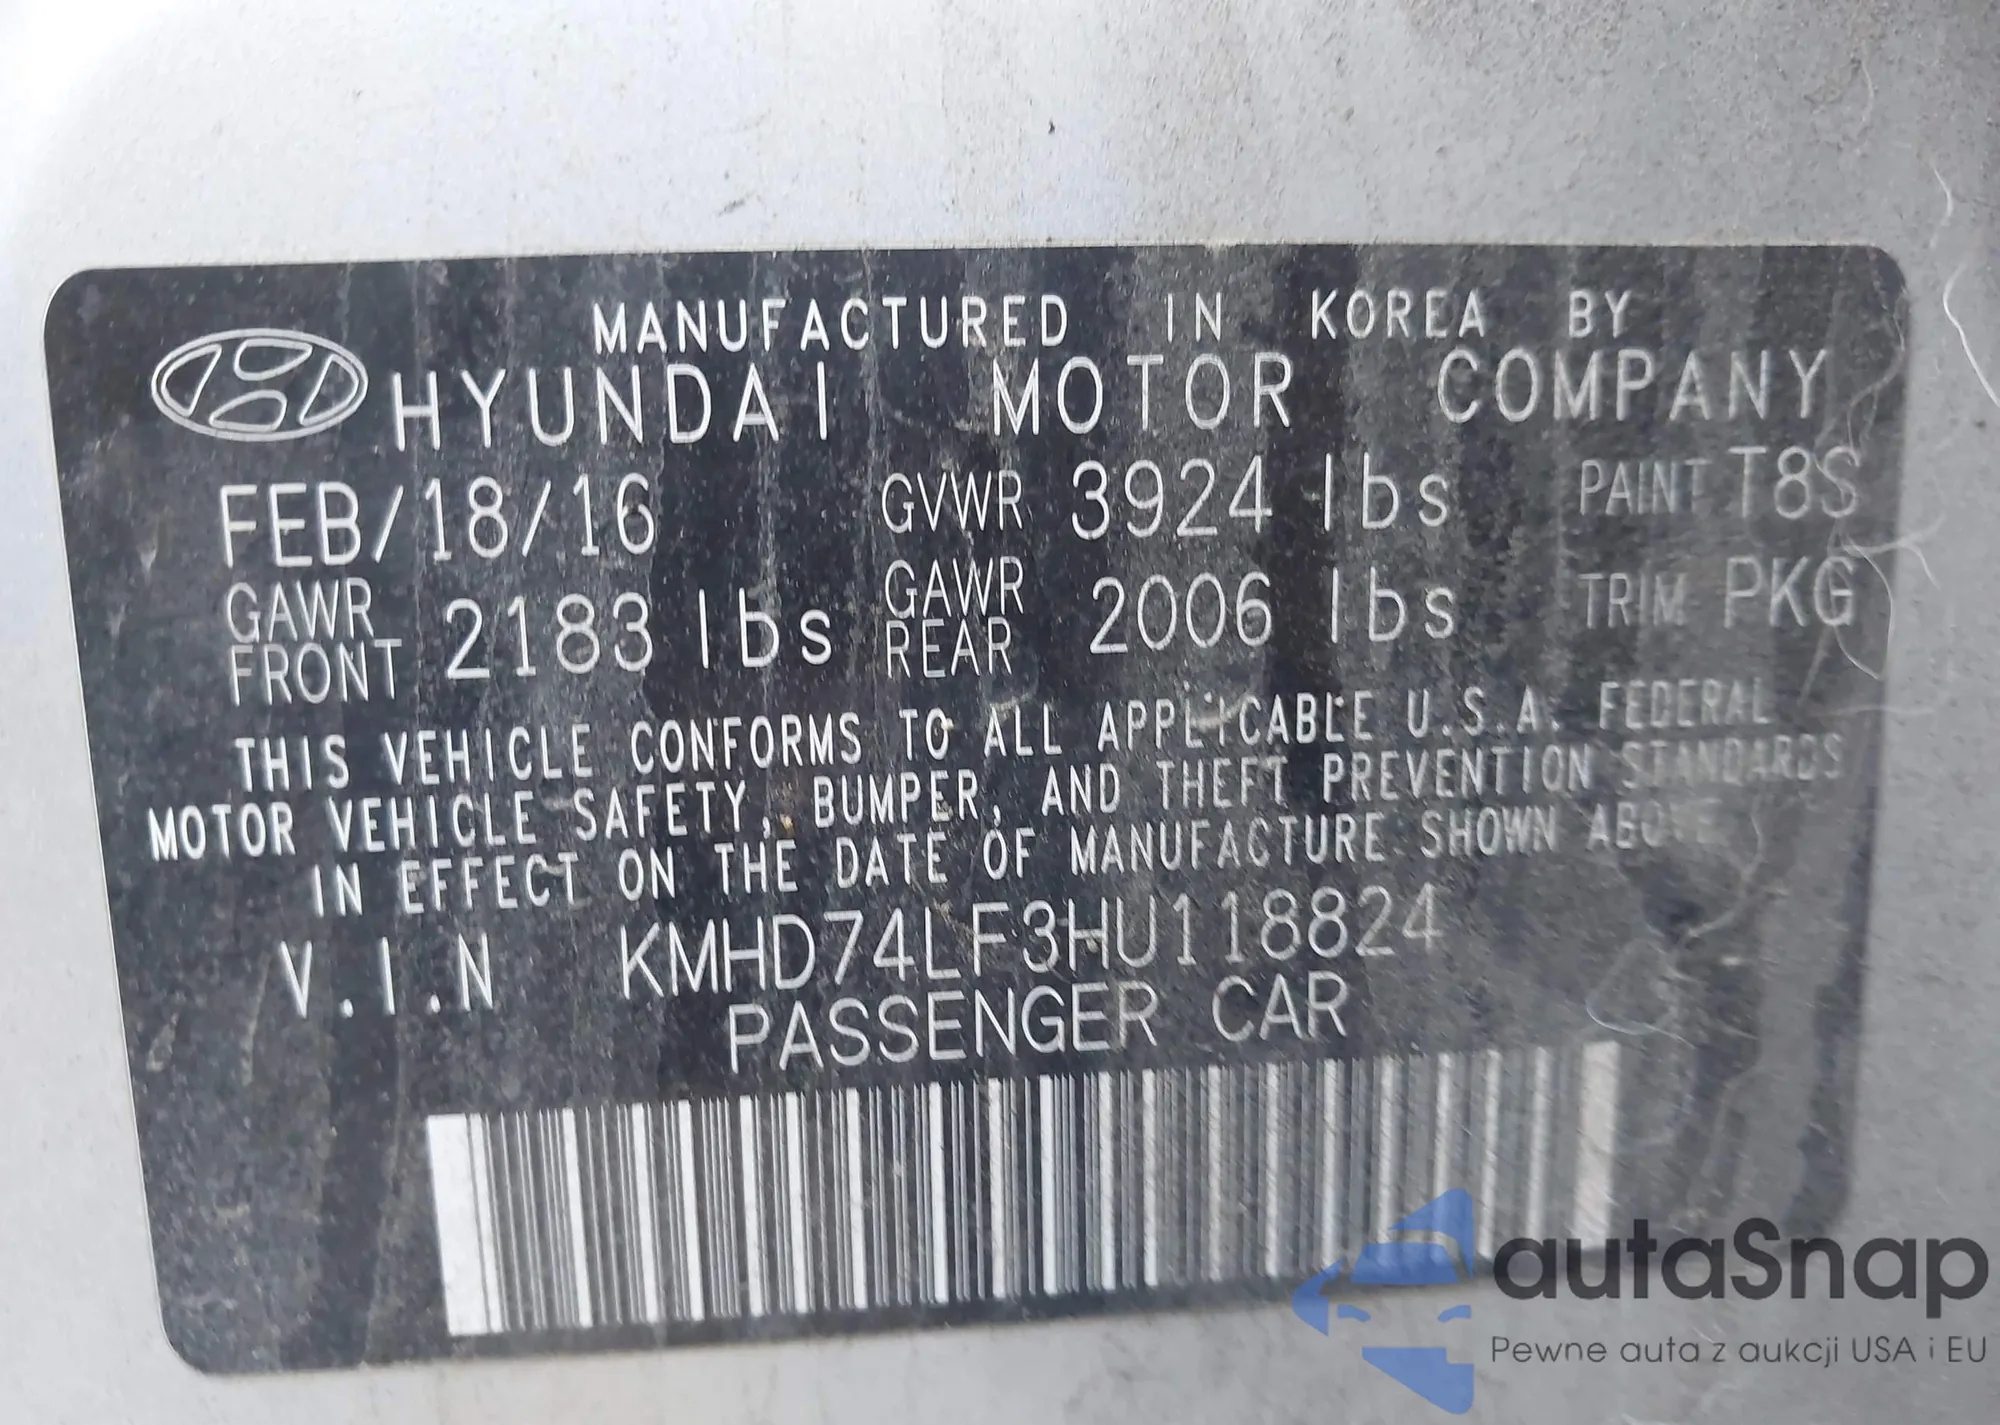 MANUFACTURED IN KOREA BY
HYUNDAI MOTOR COMPANY
FEB/18/16 GVWR 3924 lbs PAINT T8S
GAWR FRONT 2183 lbs GAWR REAR 2006 lbs TRIM PKG
THIS VEHICLE CONFORMS TO ALL APPLICABLE U.S.A. FEDERAL
MOTOR VEHICLE SAFETY, BUMPER, AND THEFT PREVENTION STANDARDS
IN EFFECT ON THE DATE OF MANUFACTURE SHOWN ABOVE
V.I.N KMHD74LF3HU118824
PASSENGER CAR
autaSnap
Pewne auta z aukcji USA i EU